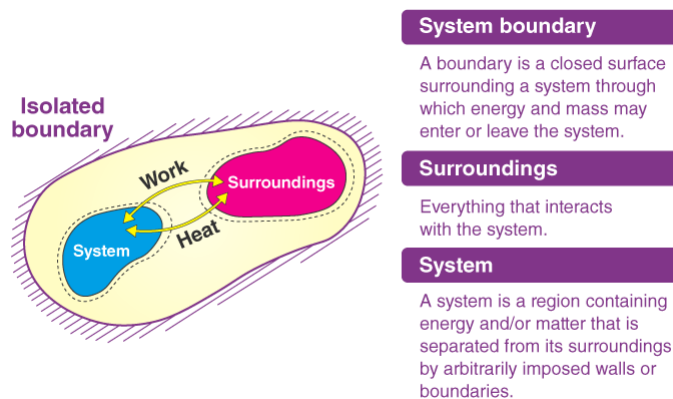 Isolated
boundary
Work
Heat
System
Surroundings
System boundary
A boundary is a closed surface
surrounding a system through
which energy and mass may
enter or leave the system.
Surroundings
Everything that interacts
with the system.
System
A system is a region containing
energy and/or matter that is
separated from its surroundings
by arbitrarily imposed walls or
boundaries.